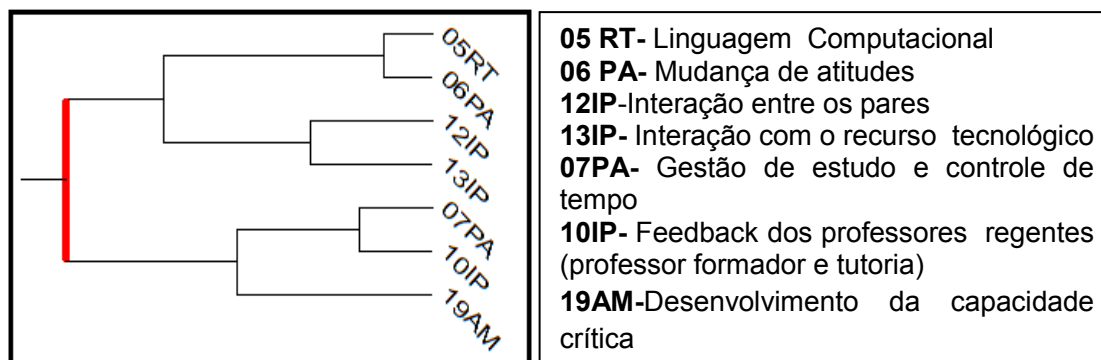 05RT
06PA
12IP
13IP
07PA
10IP
19AM
05 RT- Linguagem Computacional
06 PA- Mudança de atitudes
12IP-Interação entre os pares
13IP- Interação com o recurso tecnológico
07PA- Gestão de estudo e controle de
tempo
10IP- Feedback dos professores regentes
(professor formador e tutoria)
19AM-Desenvolvimento da capacidade
crítica